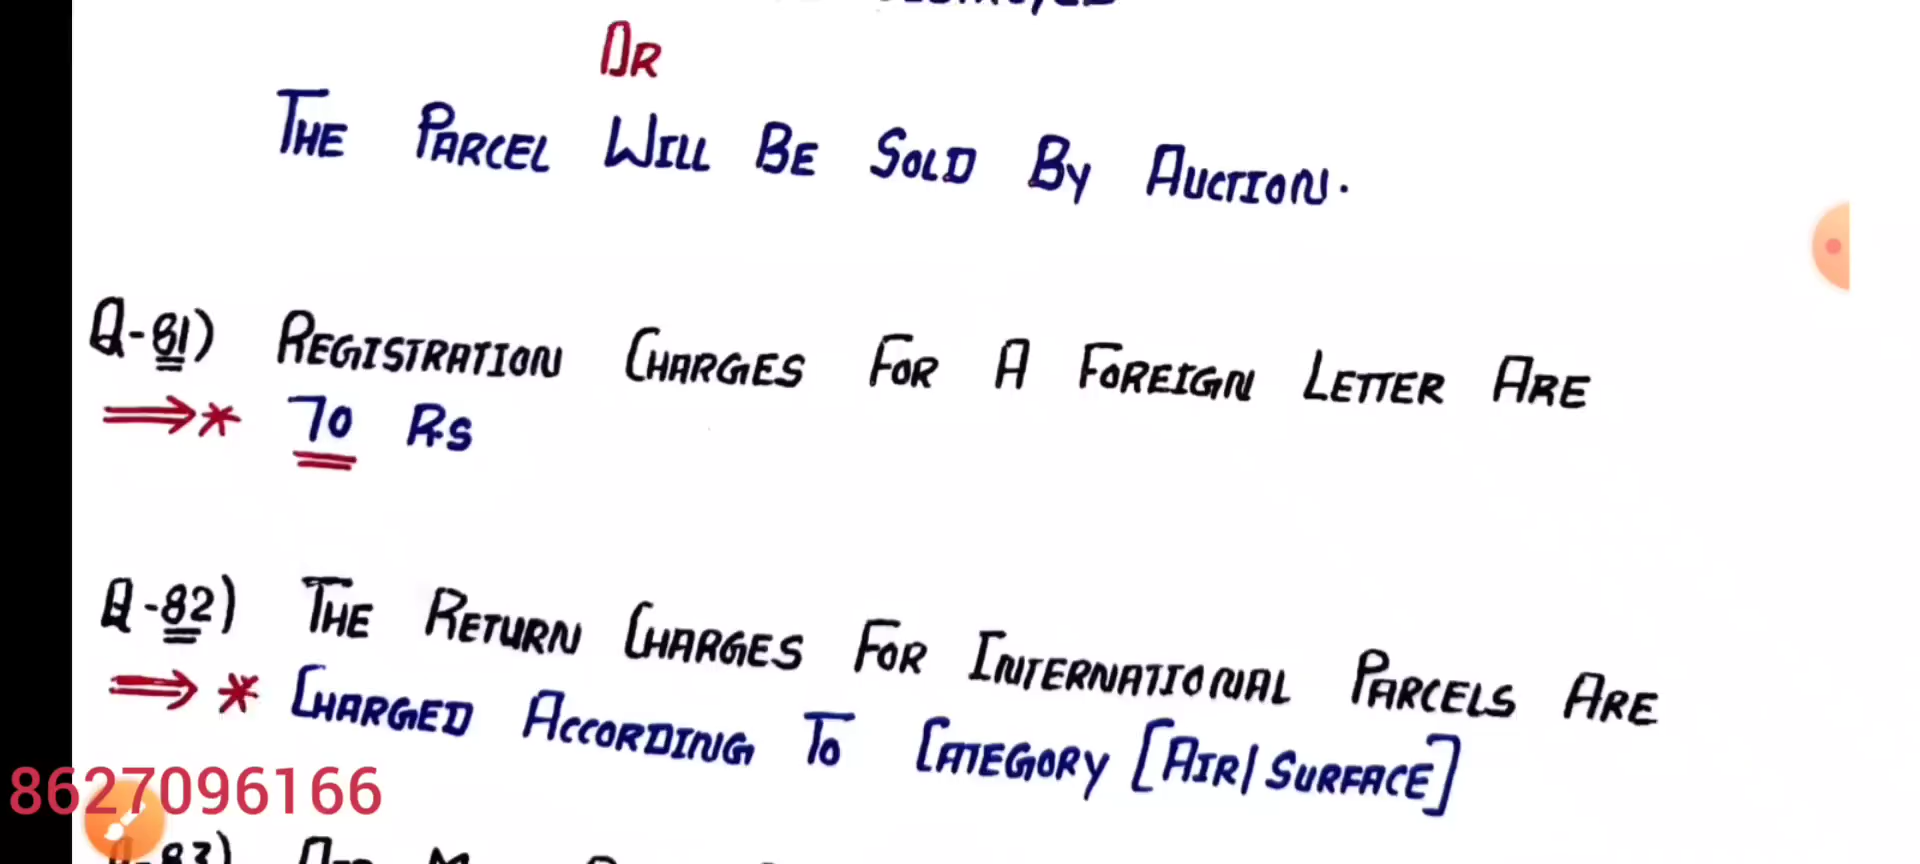 OR
THE PARCEL WILL BE SOLD BY AUCTION.
Q-81) REGISTRATION CHARGES FOR A FOREIGN LETTER ARE
⟹* 70 Rs
Q-82) THE RETURN CHARGES FOR INTERNATIONAL PARCELS ARE
⟹* CHARGED ACCORDING TO CATEGORY [AIR/SURFACE]
8627096166